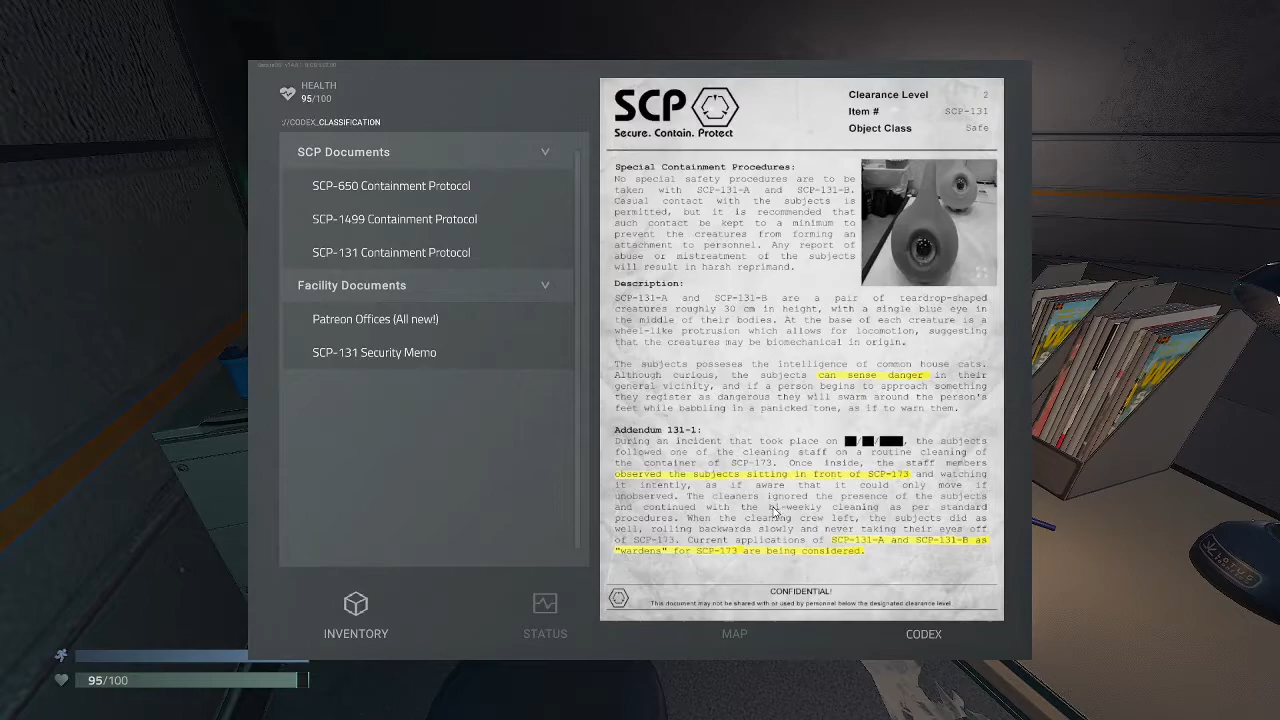 HEALTH
95/100
://CODEX_CLASSIFICATION
SCP Documents
SCP-650 Containment Protocol
SCP-1499 Containment Protocol
SCP-131 Containment Protocol
Facility Documents
Patreon Offices (All new!)
SCP-131 Security Memo
SCP
Secure. Contain. Protect
Clearance Level 2
Item # SCP-131
Object Class Safe
Special Containment Procedures:
No special safety procedures are to be
taken with SCP-131-A and SCP-131-B.
Casual contact with the subjects is
permitted, but it is recommended that
such contact be kept to a minimum to
prevent the creatures from forming an
attachment to personnel. Any report of
abuse or mistreatment of the subjects
will result in harsh reprimand.
Description:
SCP-131-A and SCP-131-B are a pair of teardrop-shaped
creatures roughly 30 cm in height, with a single blue eye in
the middle of their bodies. At the base of each creature is a
wheel-like protrusion which allows for locomotion, suggesting
that the creatures may be biomechanical in origin.
The subjects posseses the intelligence of common house cats.
Although curious, the subjects can sense danger in their
general vicinity, and if a person begins to approach something
they register as dangerous they will swarm around the person's
feet while babbling in a panicked tone, as if to warn them.
Addendum 131-1:
During an incident that took place on / / , the subjects
followed one of the cleaning staff on a routine cleaning of
the container of SCP-173. Once inside, the staff members
observed the subjects sitting in front of SCP-173 and watching
it intently, as if aware that it could only move if
unobserved. The cleaners ignored the presence of the subjects
and continued with the bi-weekly cleaning as per standard
procedures. When the cleaning crew left, the subjects did as
well, rolling backwards slowly and never taking their eyes off
of SCP-173. Current applications of SCP-131-A and SCP-131-B as
"wardens" for SCP-173 are being considered.
CONFIDENTIAL!
This document may not be shared with or used by personnel below the designated clearance level
INVENTORY
STATUS
MAP
CODEX
95/100